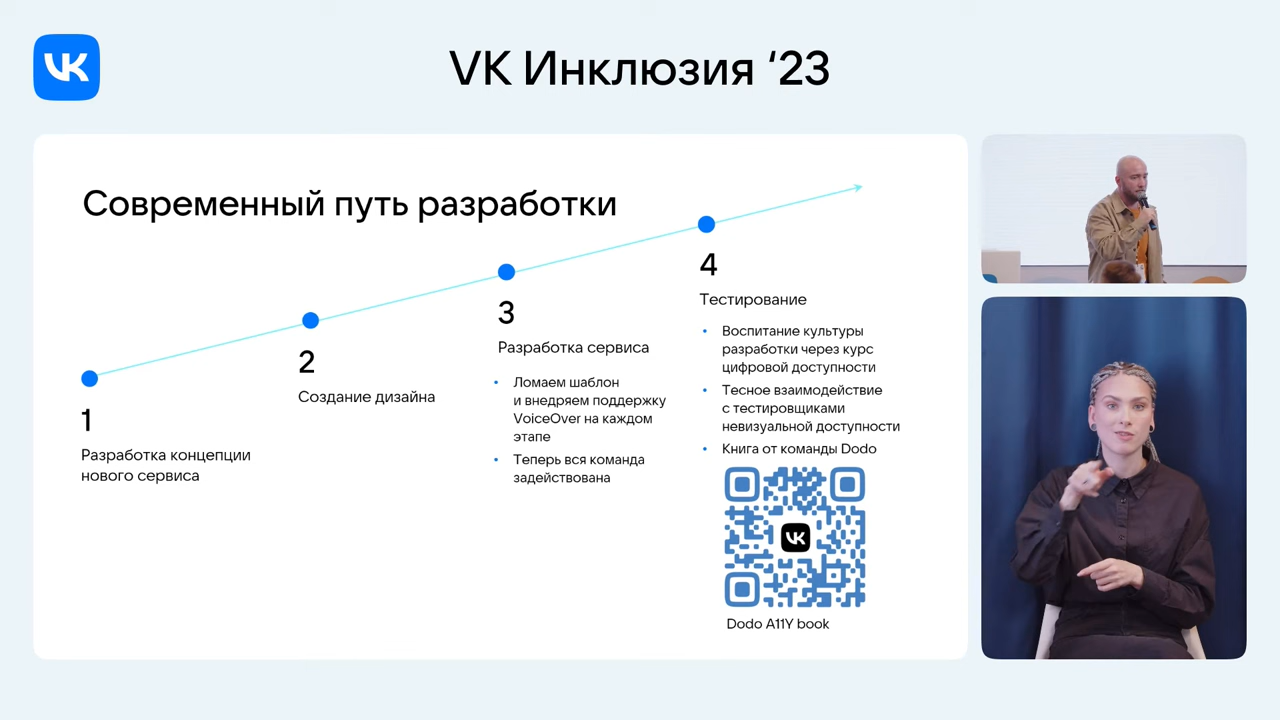 VK Инклюзия ‘23
Современный путь разработки
1
Разработка концепции
нового сервиса
2
Создание дизайна
3
Разработка сервиса
• Ломаем шаблон
и внедряем поддержку
VoiceOver на каждом
этапе
• Теперь вся команда
задействована
4
Тестирование
• Воспитание культуры
разработки через курс
цифровой доступности
• Тесное взаимодействие
с тестировщиками
невизуальной доступности
• Книга от команды Dodo
VK
Dodo A11Y book